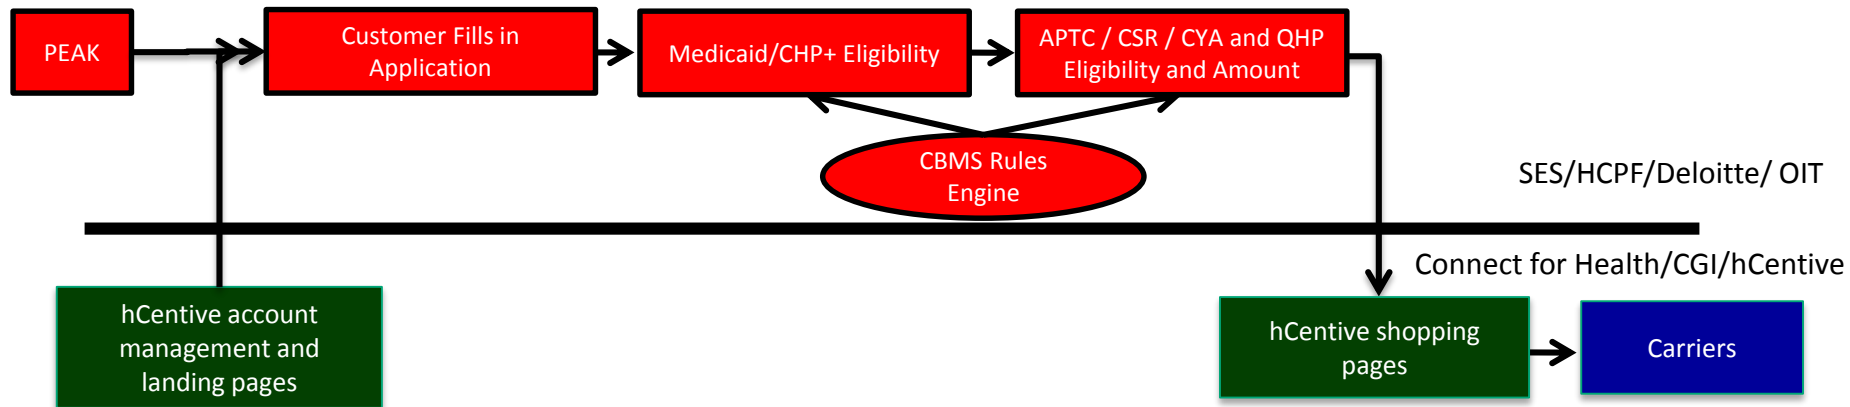 PEAK
Customer Fills in
Application
Medicaid/CHP+ Eligibility
APTC / CSR / CYA and QHP
Eligibility and Amount
CBMS Rules
Engine
SES/HCPF/Deloitte/ OIT
Connect for Health/CGI/hCentive
hCentive account
management and
landing pages
hCentive shopping
pages
Carriers